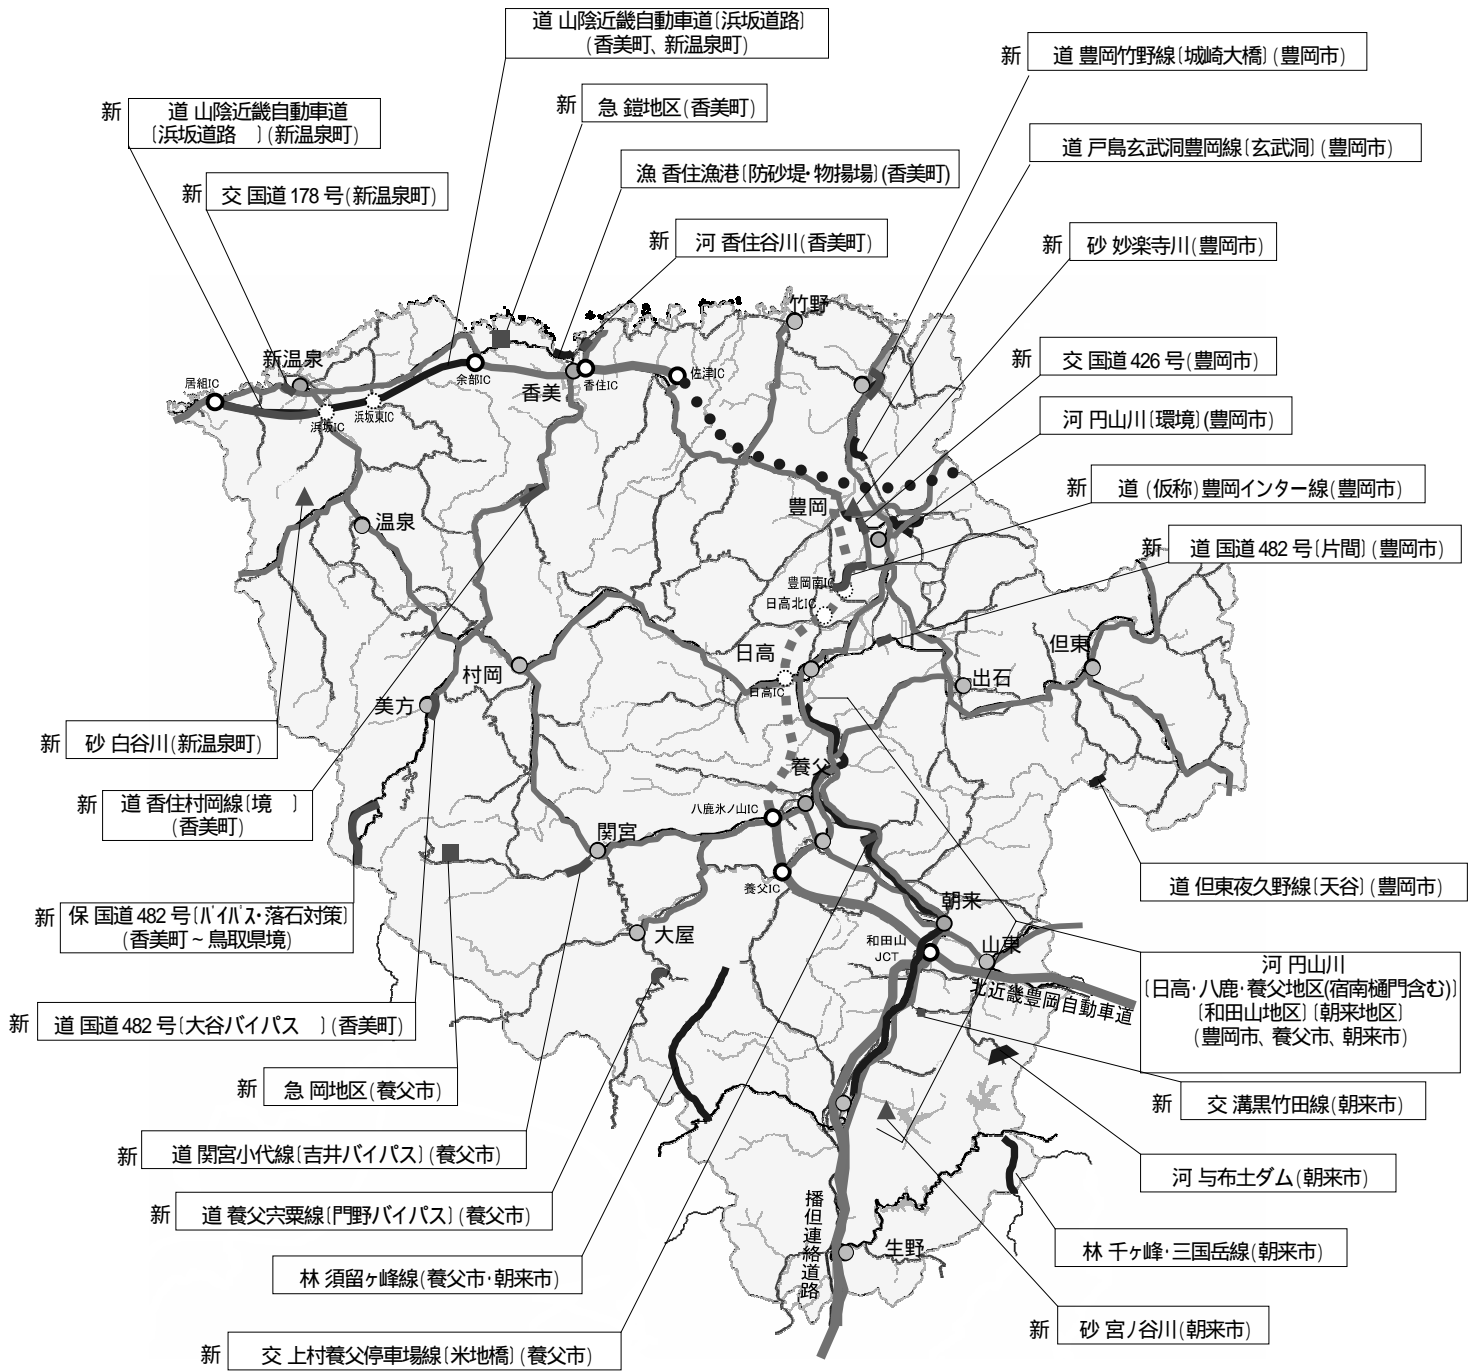 道 山陰近畿自動車道〔浜坂道路〕
(香美町、新温泉町)
新 道 豊岡竹野線〔城崎大橋〕(豊岡市)
新 道 山陰近畿自動車道
〔浜坂道路　〕(新温泉町)
新 急 鎧地区(香美町)
道 戸島玄武洞豊岡線〔玄武洞〕(豊岡市)
漁 香住漁港〔防砂堤・物揚場〕(香美町)
新 交 国道178号(新温泉町)
新 河 香住谷川(香美町)
新 砂 妙楽寺川(豊岡市)
竹野
新 交 国道426号(豊岡市)
新温泉
居組IC
余部IC
香美
香住IC
佐津IC
浜坂IC
浜坂東IC
河 円山川〔環境〕(豊岡市)
新 道 (仮称)豊岡インター線(豊岡市)
豊岡
温泉
新 道 国道482号〔片間〕(豊岡市)
豊岡南IC
日高北IC
日高
日高IC
但東
出石
村岡
美方
新 砂 白谷川(新温泉町)
養父
新 道 香住村岡線〔境　〕
(香美町)
八鹿氷ノ山IC
関宮
養父IC
道 但東夜久野線〔天谷〕(豊岡市)
新 保 国道482号〔バイパス・落石対策〕
(香美町～鳥取県境)
朝来
大屋
和田山
JCT
山東
北近畿豊岡自動車道
河 円山川
〔日高・八鹿・養父地区(宿南樋門含む)〕
〔和田山地区〕〔朝来地区〕
(豊岡市、養父市、朝来市)
新 道 国道482号〔大谷バイパス　〕(香美町)
新 急 岡地区(養父市)
新 交 溝黒竹田線(朝来市)
新 道 関宮小代線〔吉井バイパス〕(養父市)
河 与布土ダム(朝来市)
新 道 養父宍粟線〔門野バイパス〕(養父市)
播但連絡道路
生野
林 千ヶ峰・三国岳線(朝来市)
林 須留ヶ峰線(養父市・朝来市)
新 砂 宮ノ谷川(朝来市)
新 交 上村養父停車場線〔米地橋〕(養父市)